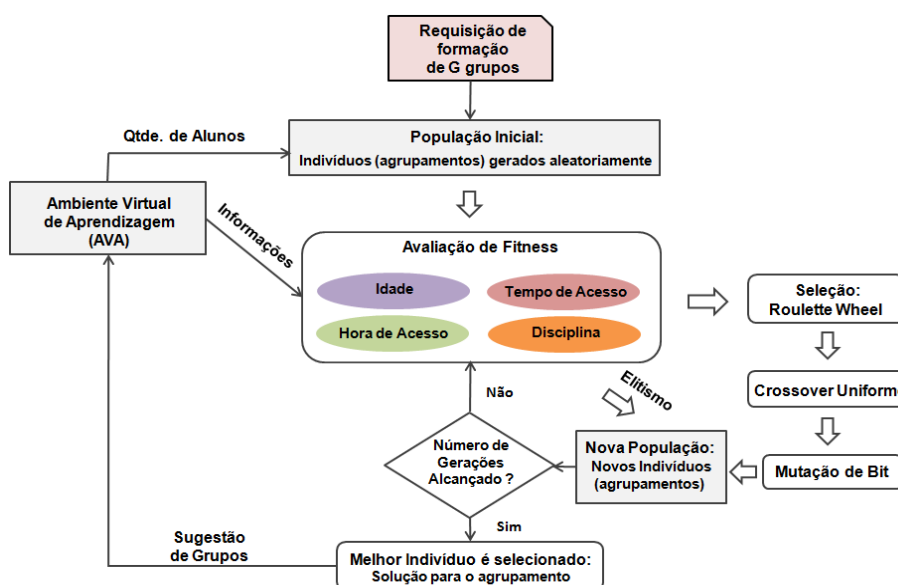 Requisição de
formação
de G grupos
Qtde. de Alunos
População Inicial:
Indivíduos (agrupamentos) gerados aleatoriamente
Ambiente Virtual
de Aprendizagem
(AVA)
Informações
Avaliação de Fitness
Idade
Tempo de Acesso
Hora de Acesso
Disciplina
Seleção:
Roulette Wheel
Crossover Uniforme
Mutação de Bit
Elitismo
Nova População:
Novos Indivíduos
(agrupamentos)
Não
Número de
Gerações
Alcançado ?
Sim
Sugestão
de Grupos
Melhor Indivíduo é selecionado:
Solução para o agrupamento